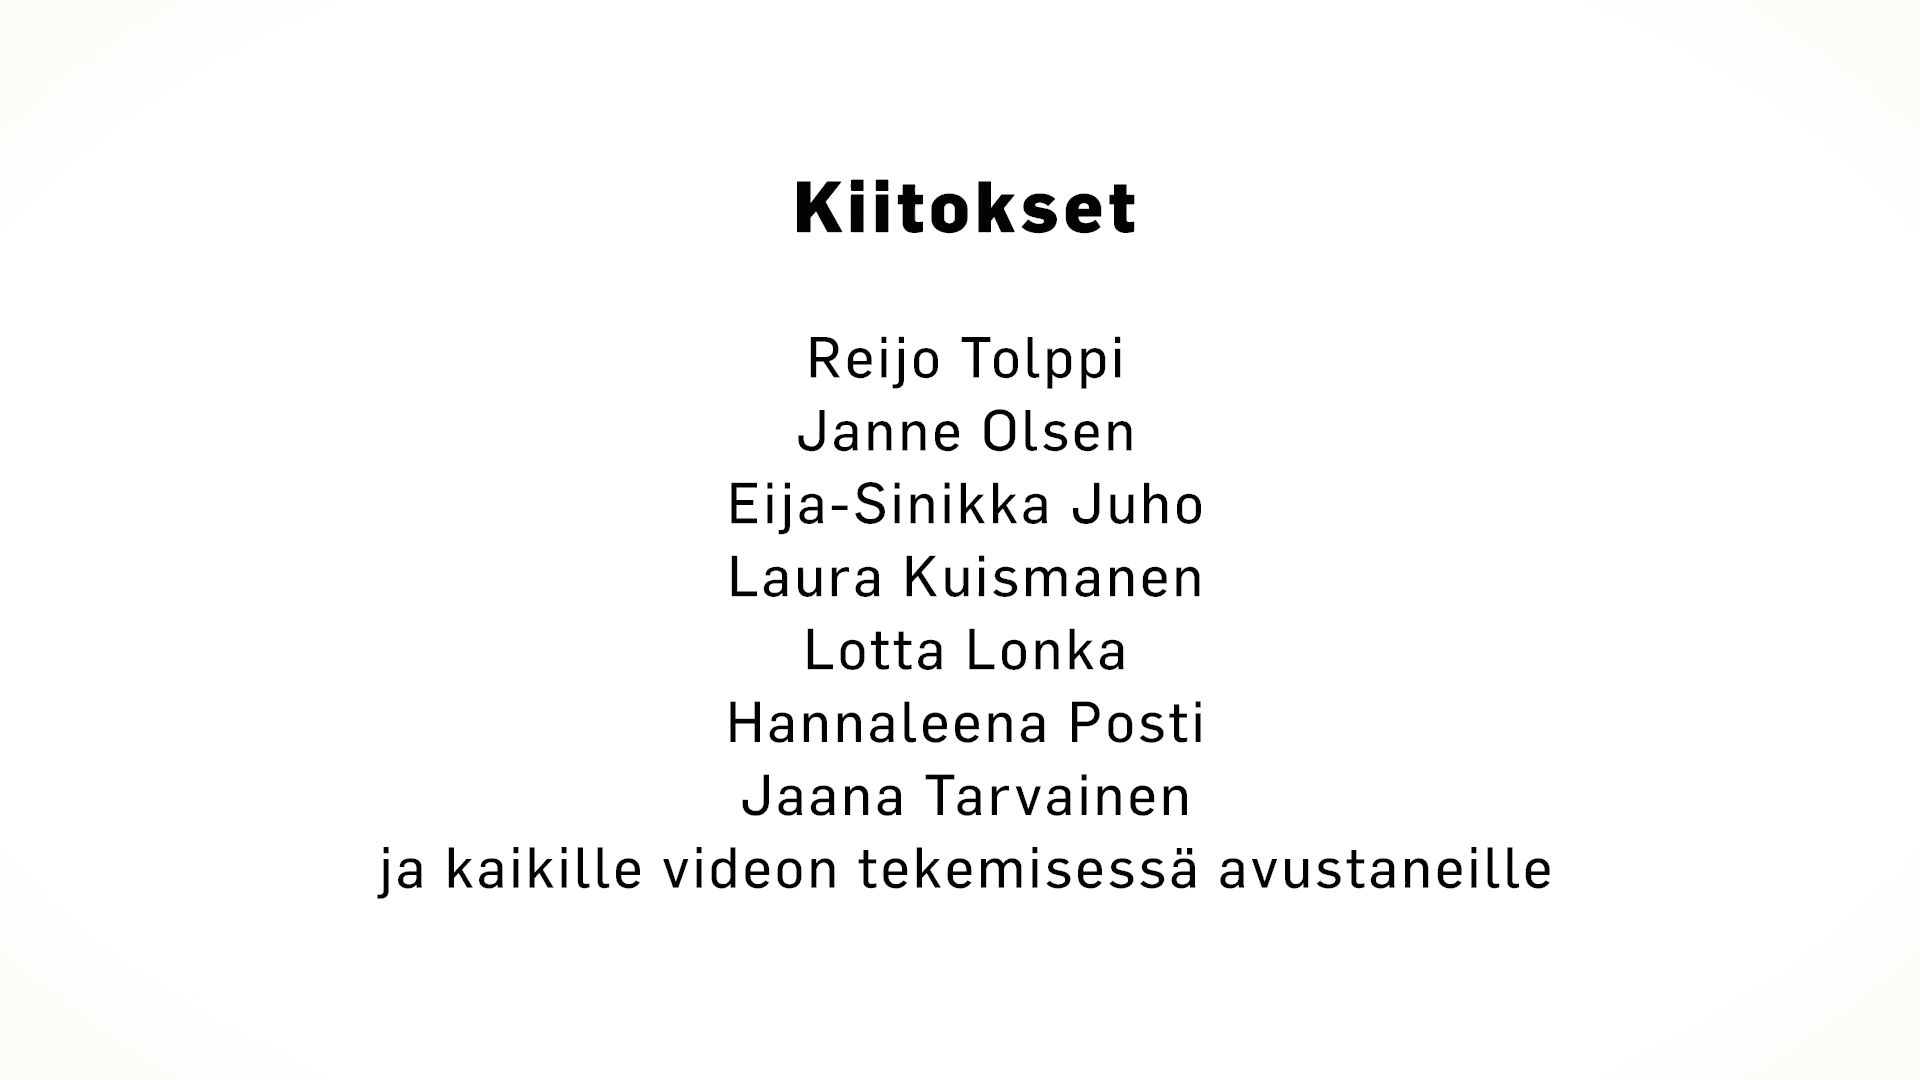 Kiitokset
Reijo Tolppi
Janne Olsen
Eija-Sinikka Juho
Laura Kuismanen
Lotta Lonka
Hannaleena Posti
Jaana Tarvainen
ja kaikille videon tekemisessä avustaneille